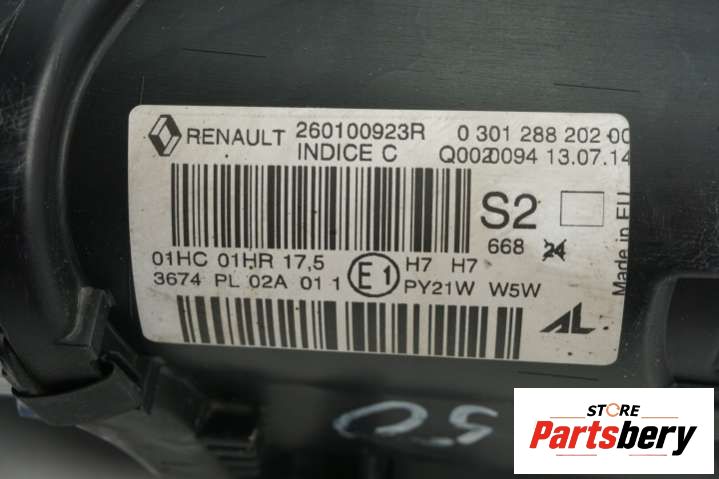 RENAULT 260100923R 0 301 288 202 00
INDICE C Q0020094 13.07.14
S2
668 24
Made in EU
01HC 01HR 17,5 E1 H7 H7
3674 PL 02A 01 1 PY21W W5W
AL
50
STORE
Partsbery